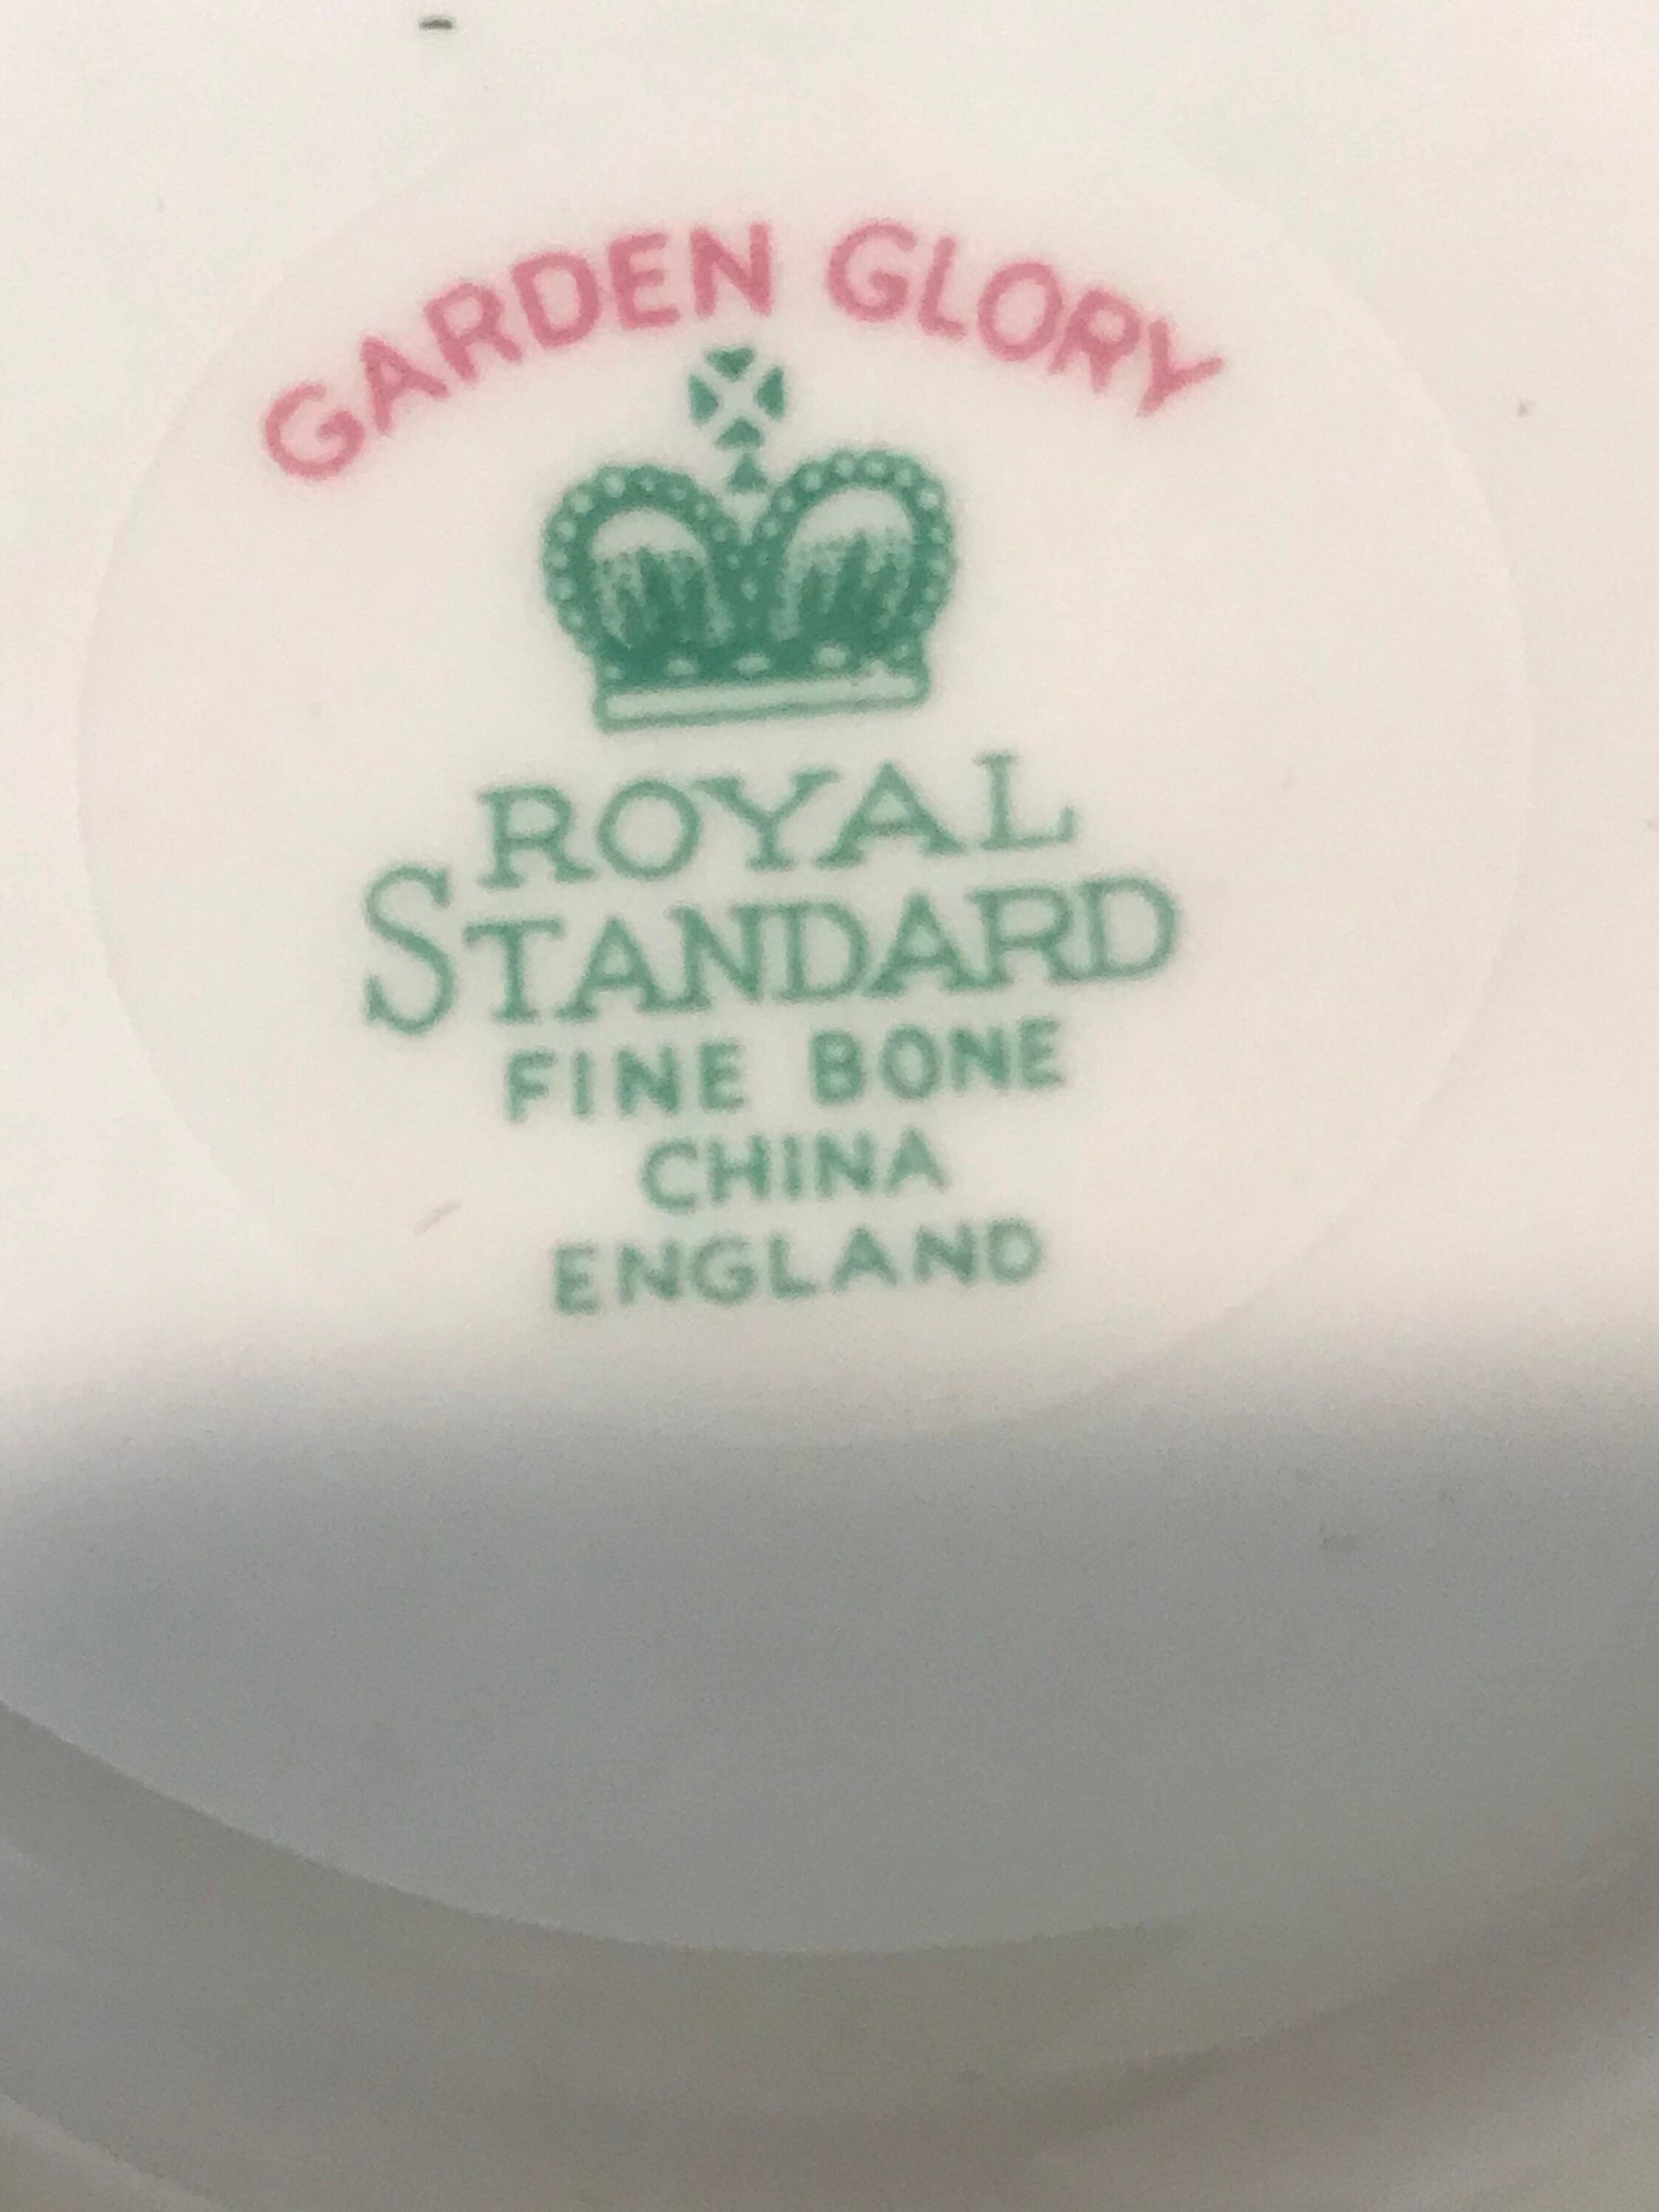 GARDEN GLORY
ROYAL
STANDARD
FINE BONE
CHINA
ENGLAND